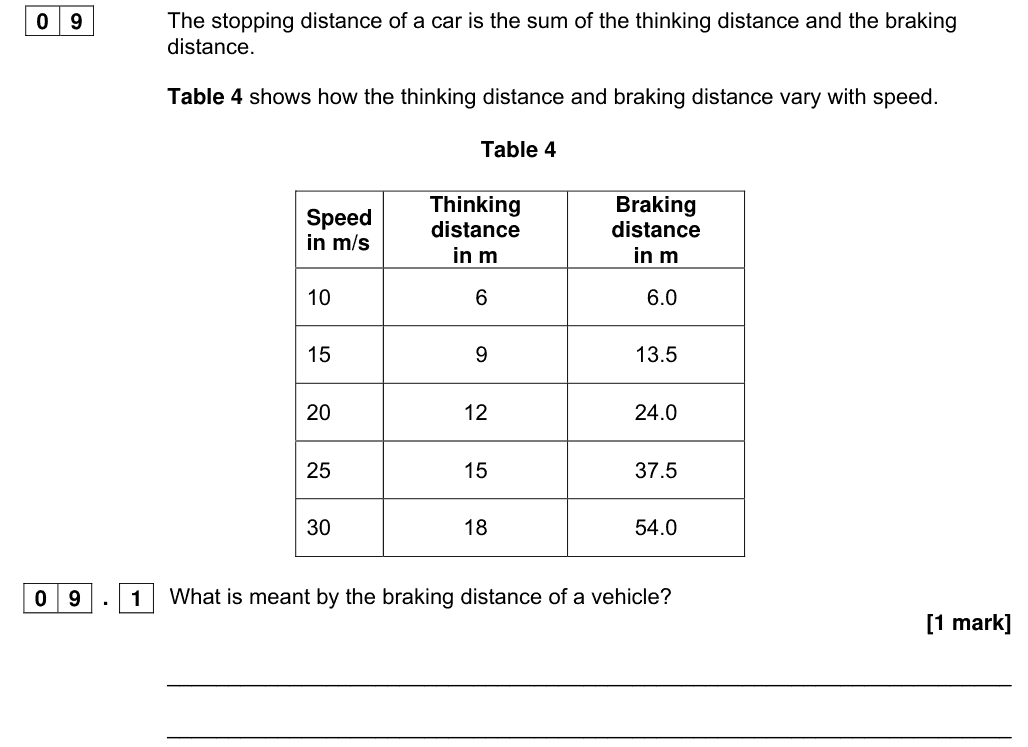 0 9 The stopping distance of a car is the sum of the thinking distance and the braking
distance.
Table 4 shows how the thinking distance and braking distance vary with speed.
Table 4
Speed in m/s Thinking distance in m Braking distance in m
10 6 6.0
15 9 13.5
20 12 24.0
25 15 37.5
30 18 54.0
0 9 . 1 What is meant by the braking distance of a vehicle?
[1 mark]